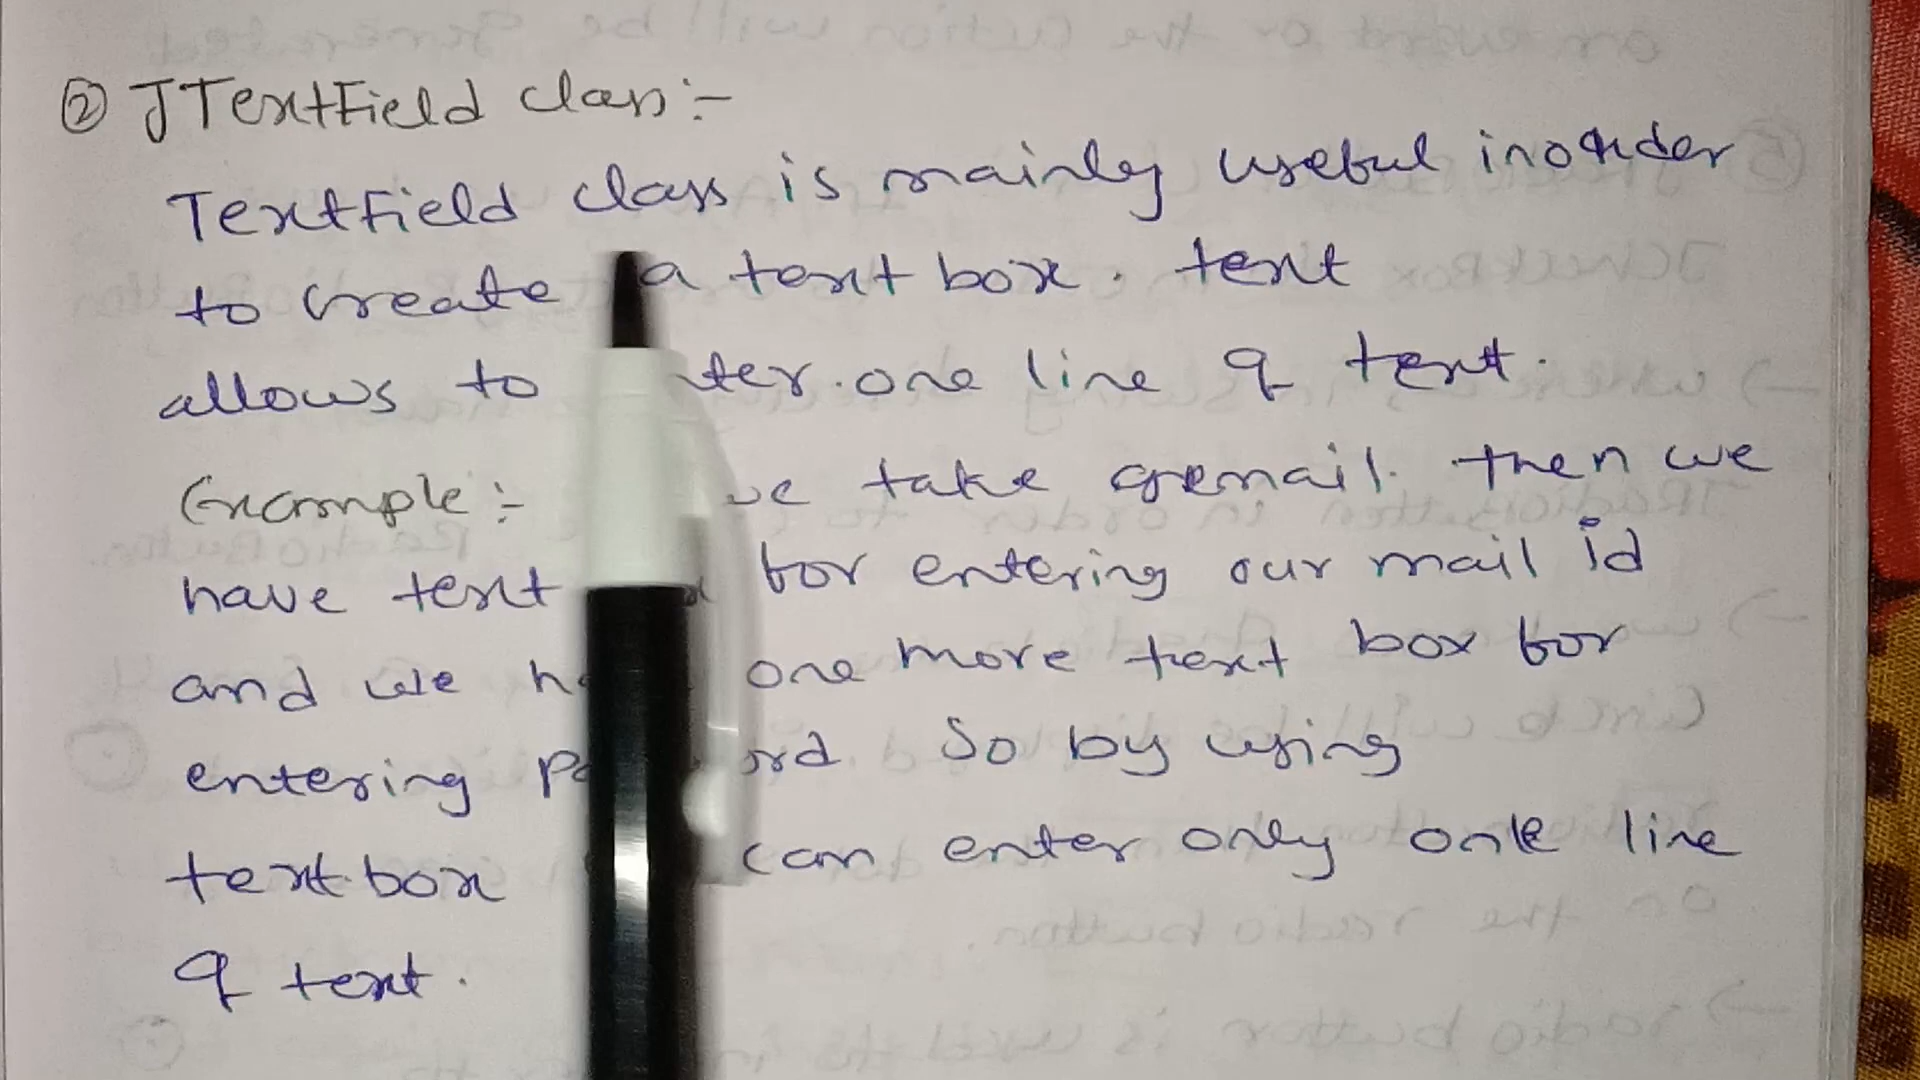 ② JTextField class:-
TextField class is mainly useful inorder
to create a text box. text
allows to ter one line of text.
Example:- we take gmail. then we
have text for entering our mail id
and we one more text box for
entering So by using
text box can enter only one line
of text.